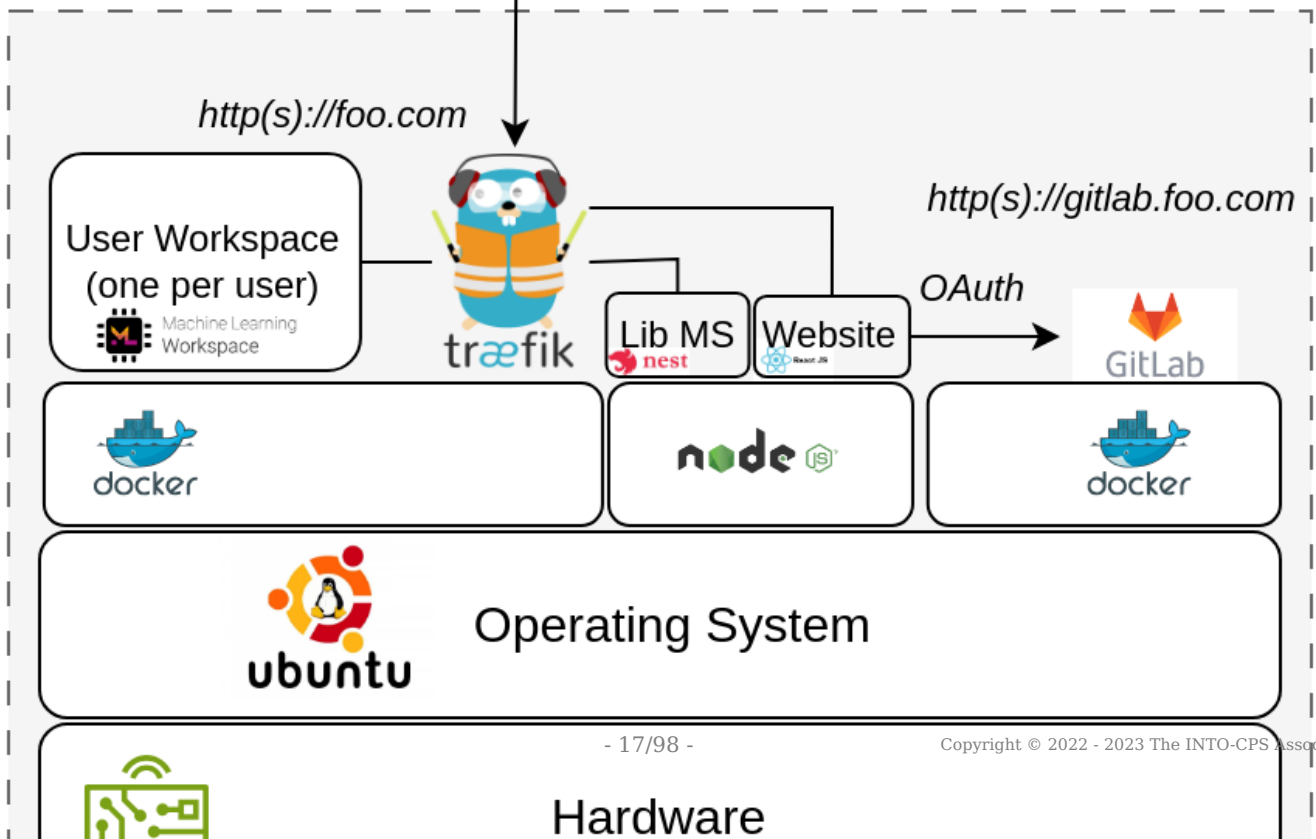 http(s)://foo.com
http(s)://gitlab.foo.com
User Workspace
(one per user)
Machine Learning
Workspace
træfik
OAuth
Lib MS
nest
Website
React JS
GitLab
docker
node
JS
docker
ubuntu
Operating System
- 17/98 -
Copyright © 2022 - 2023 The INTO-CPS
Hardware